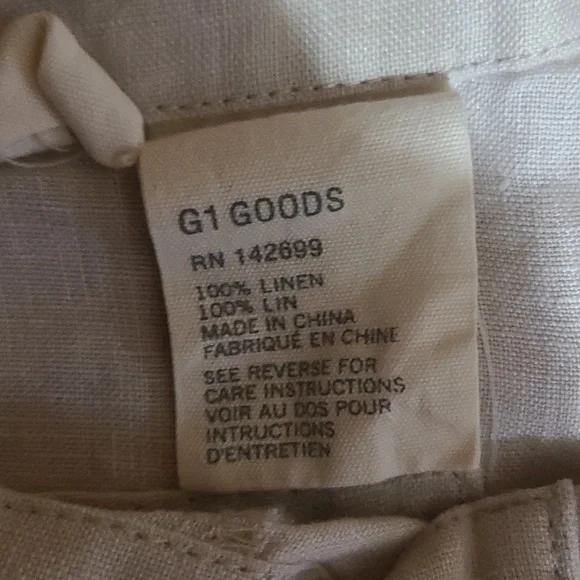 G1 GOODS
RN 142699
100% LINEN
100% LIN
MADE IN CHINA
FABRIQUÉ EN CHINE
SEE REVERSE FOR
CARE INSTRUCTIONS
VOIR AU DOS POUR
INTRUCTIONS
D'ENTRETIEN